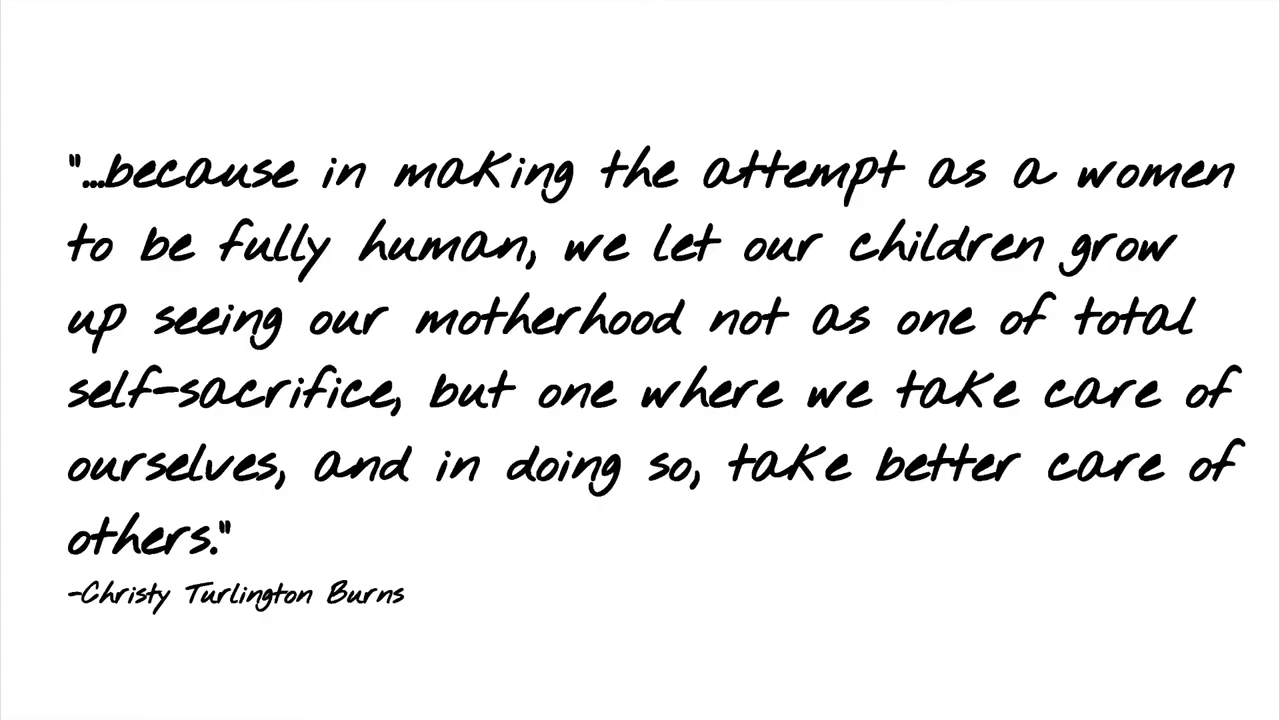 "...because in making the attempt as a women
to be fully human, we let our children grow
up seeing our motherhood not as one of total
self-sacrifice, but one where we take care of
ourselves, and in doing so, take better care of
others."
-Christy Turlington Burns